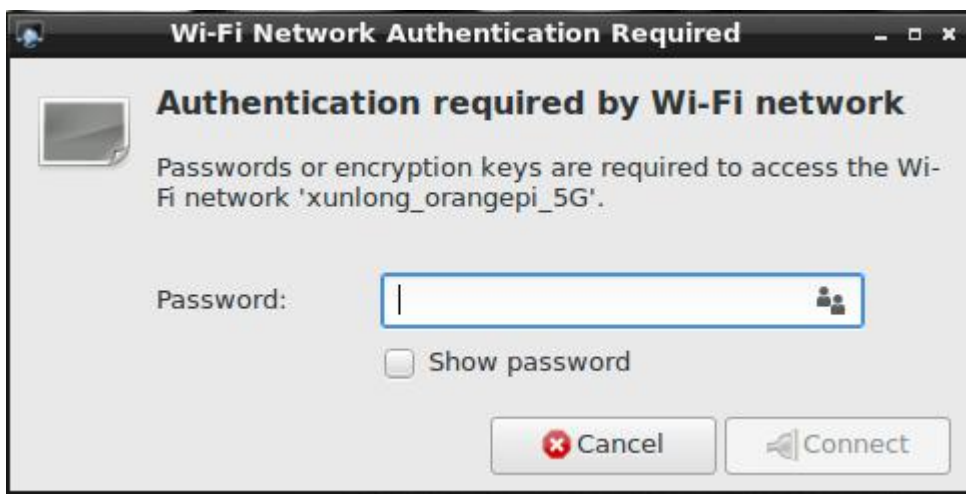 Wi-Fi Network Authentication Required
Authentication required by Wi-Fi network
Passwords or encryption keys are required to access the Wi-
Fi network 'xunlong_orangepi_5G'.
Password:
Show password
Cancel
Connect